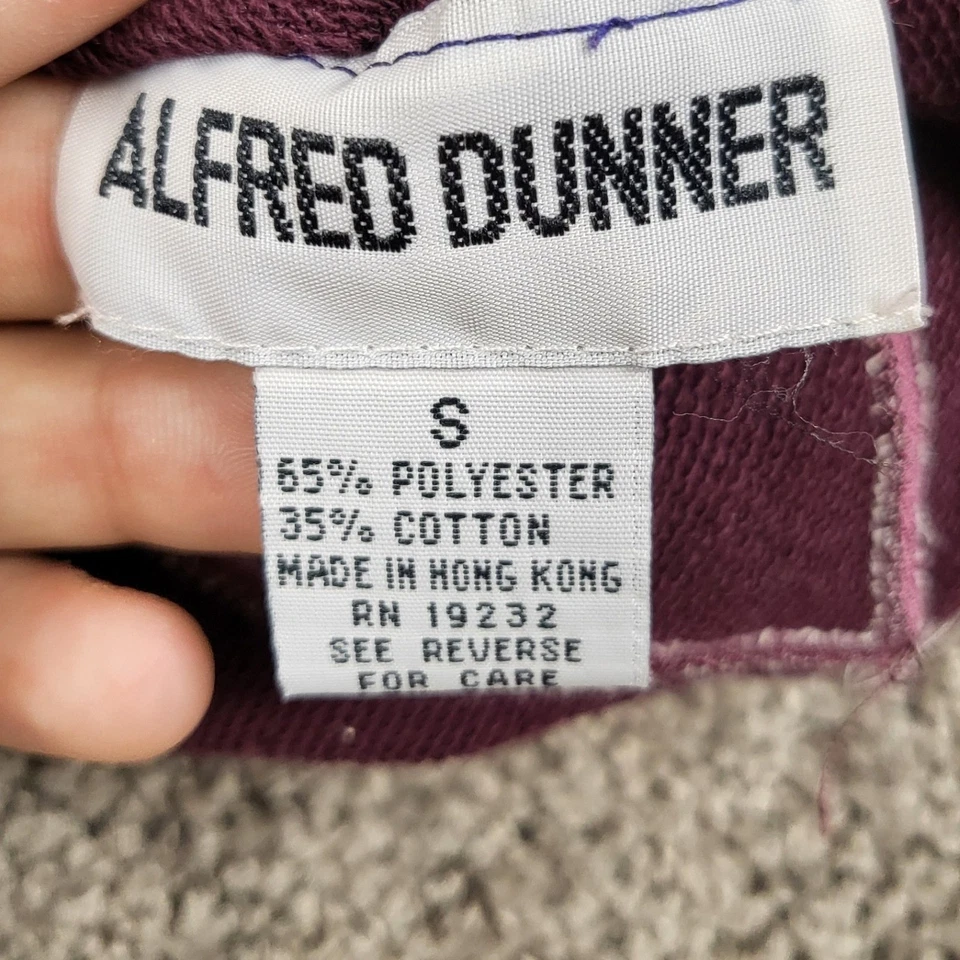 ALFRED DUNNER
S
65% POLYESTER
35% COTTON
MADE IN HONG KONG
RN 19232
SEE REVERSE
FOR CARE